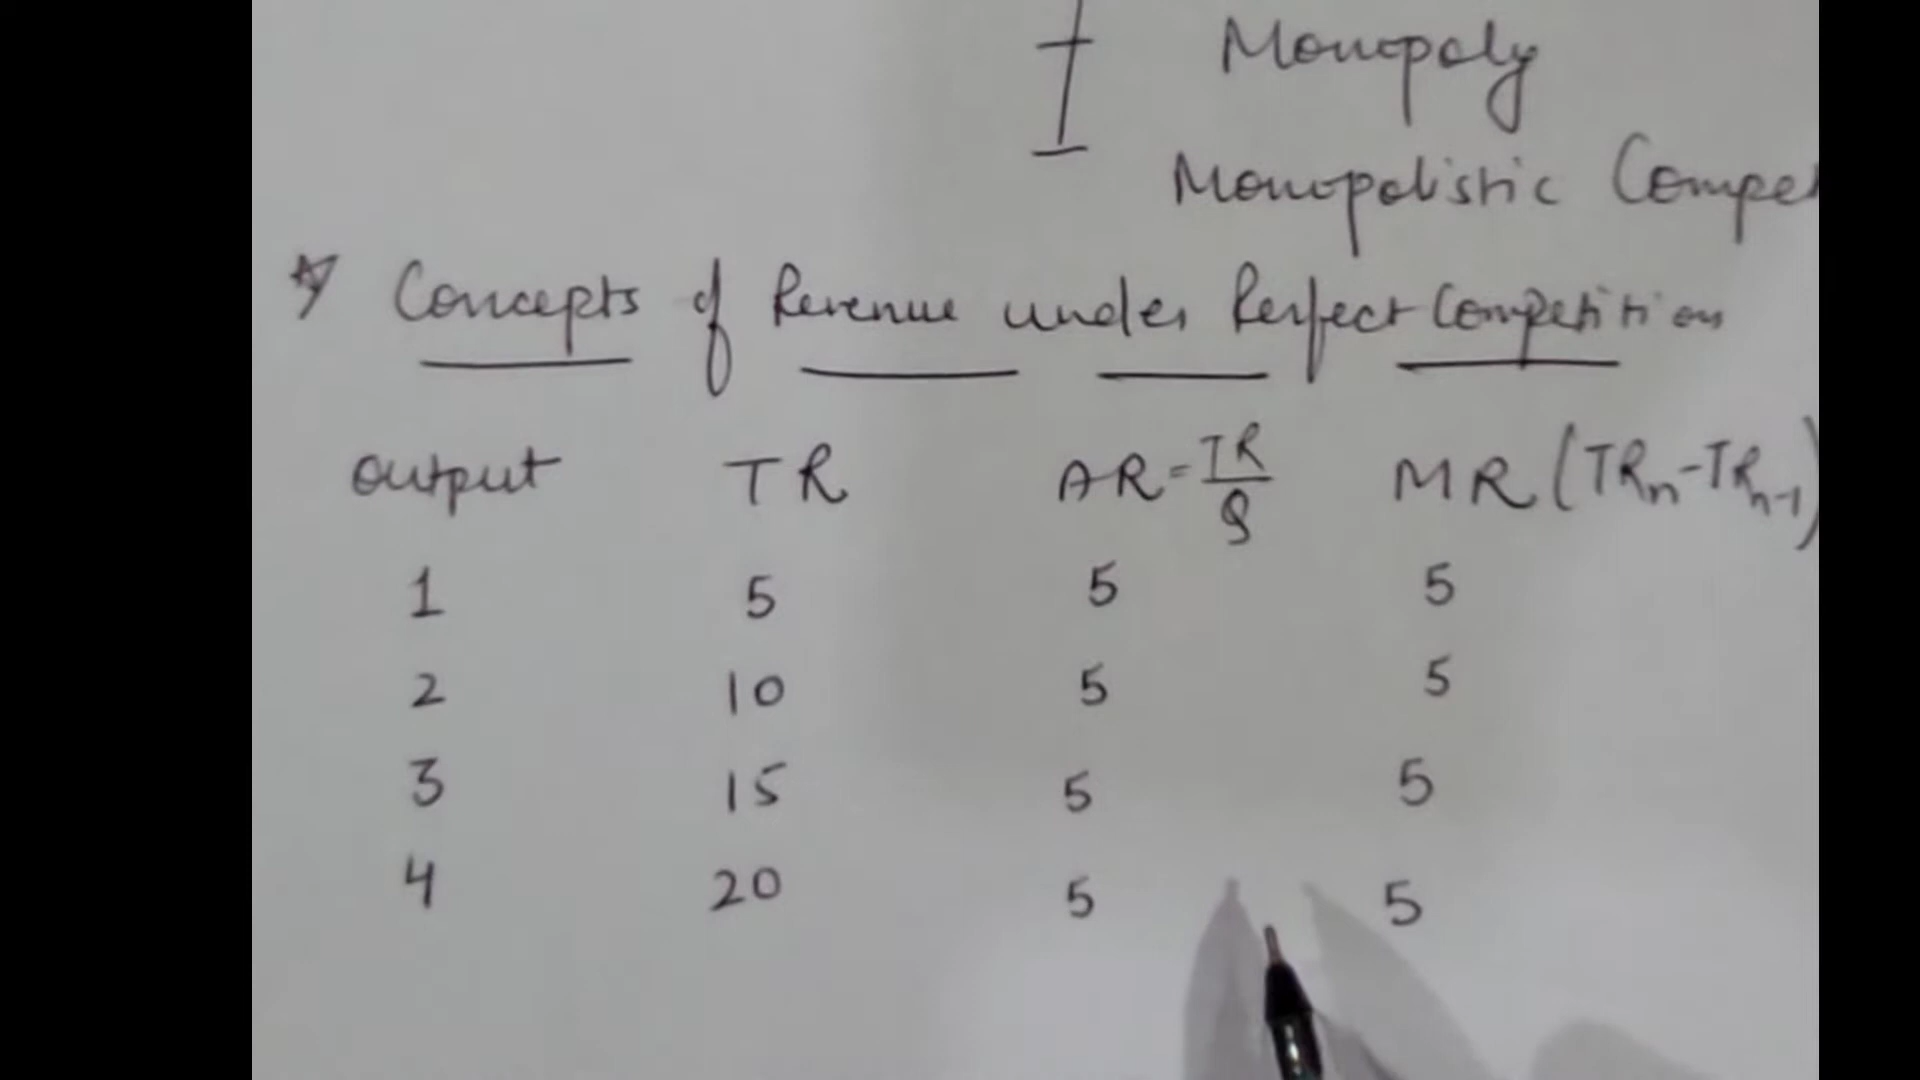 Monopoly
Monopolistic Compe
Concepts of Revenue under Perfect Competition
Output TR AR = TR/Q MR (TRn - TRn-1)
1 5 5 5
2 10 5 5
3 15 5 5
4 20 5 5